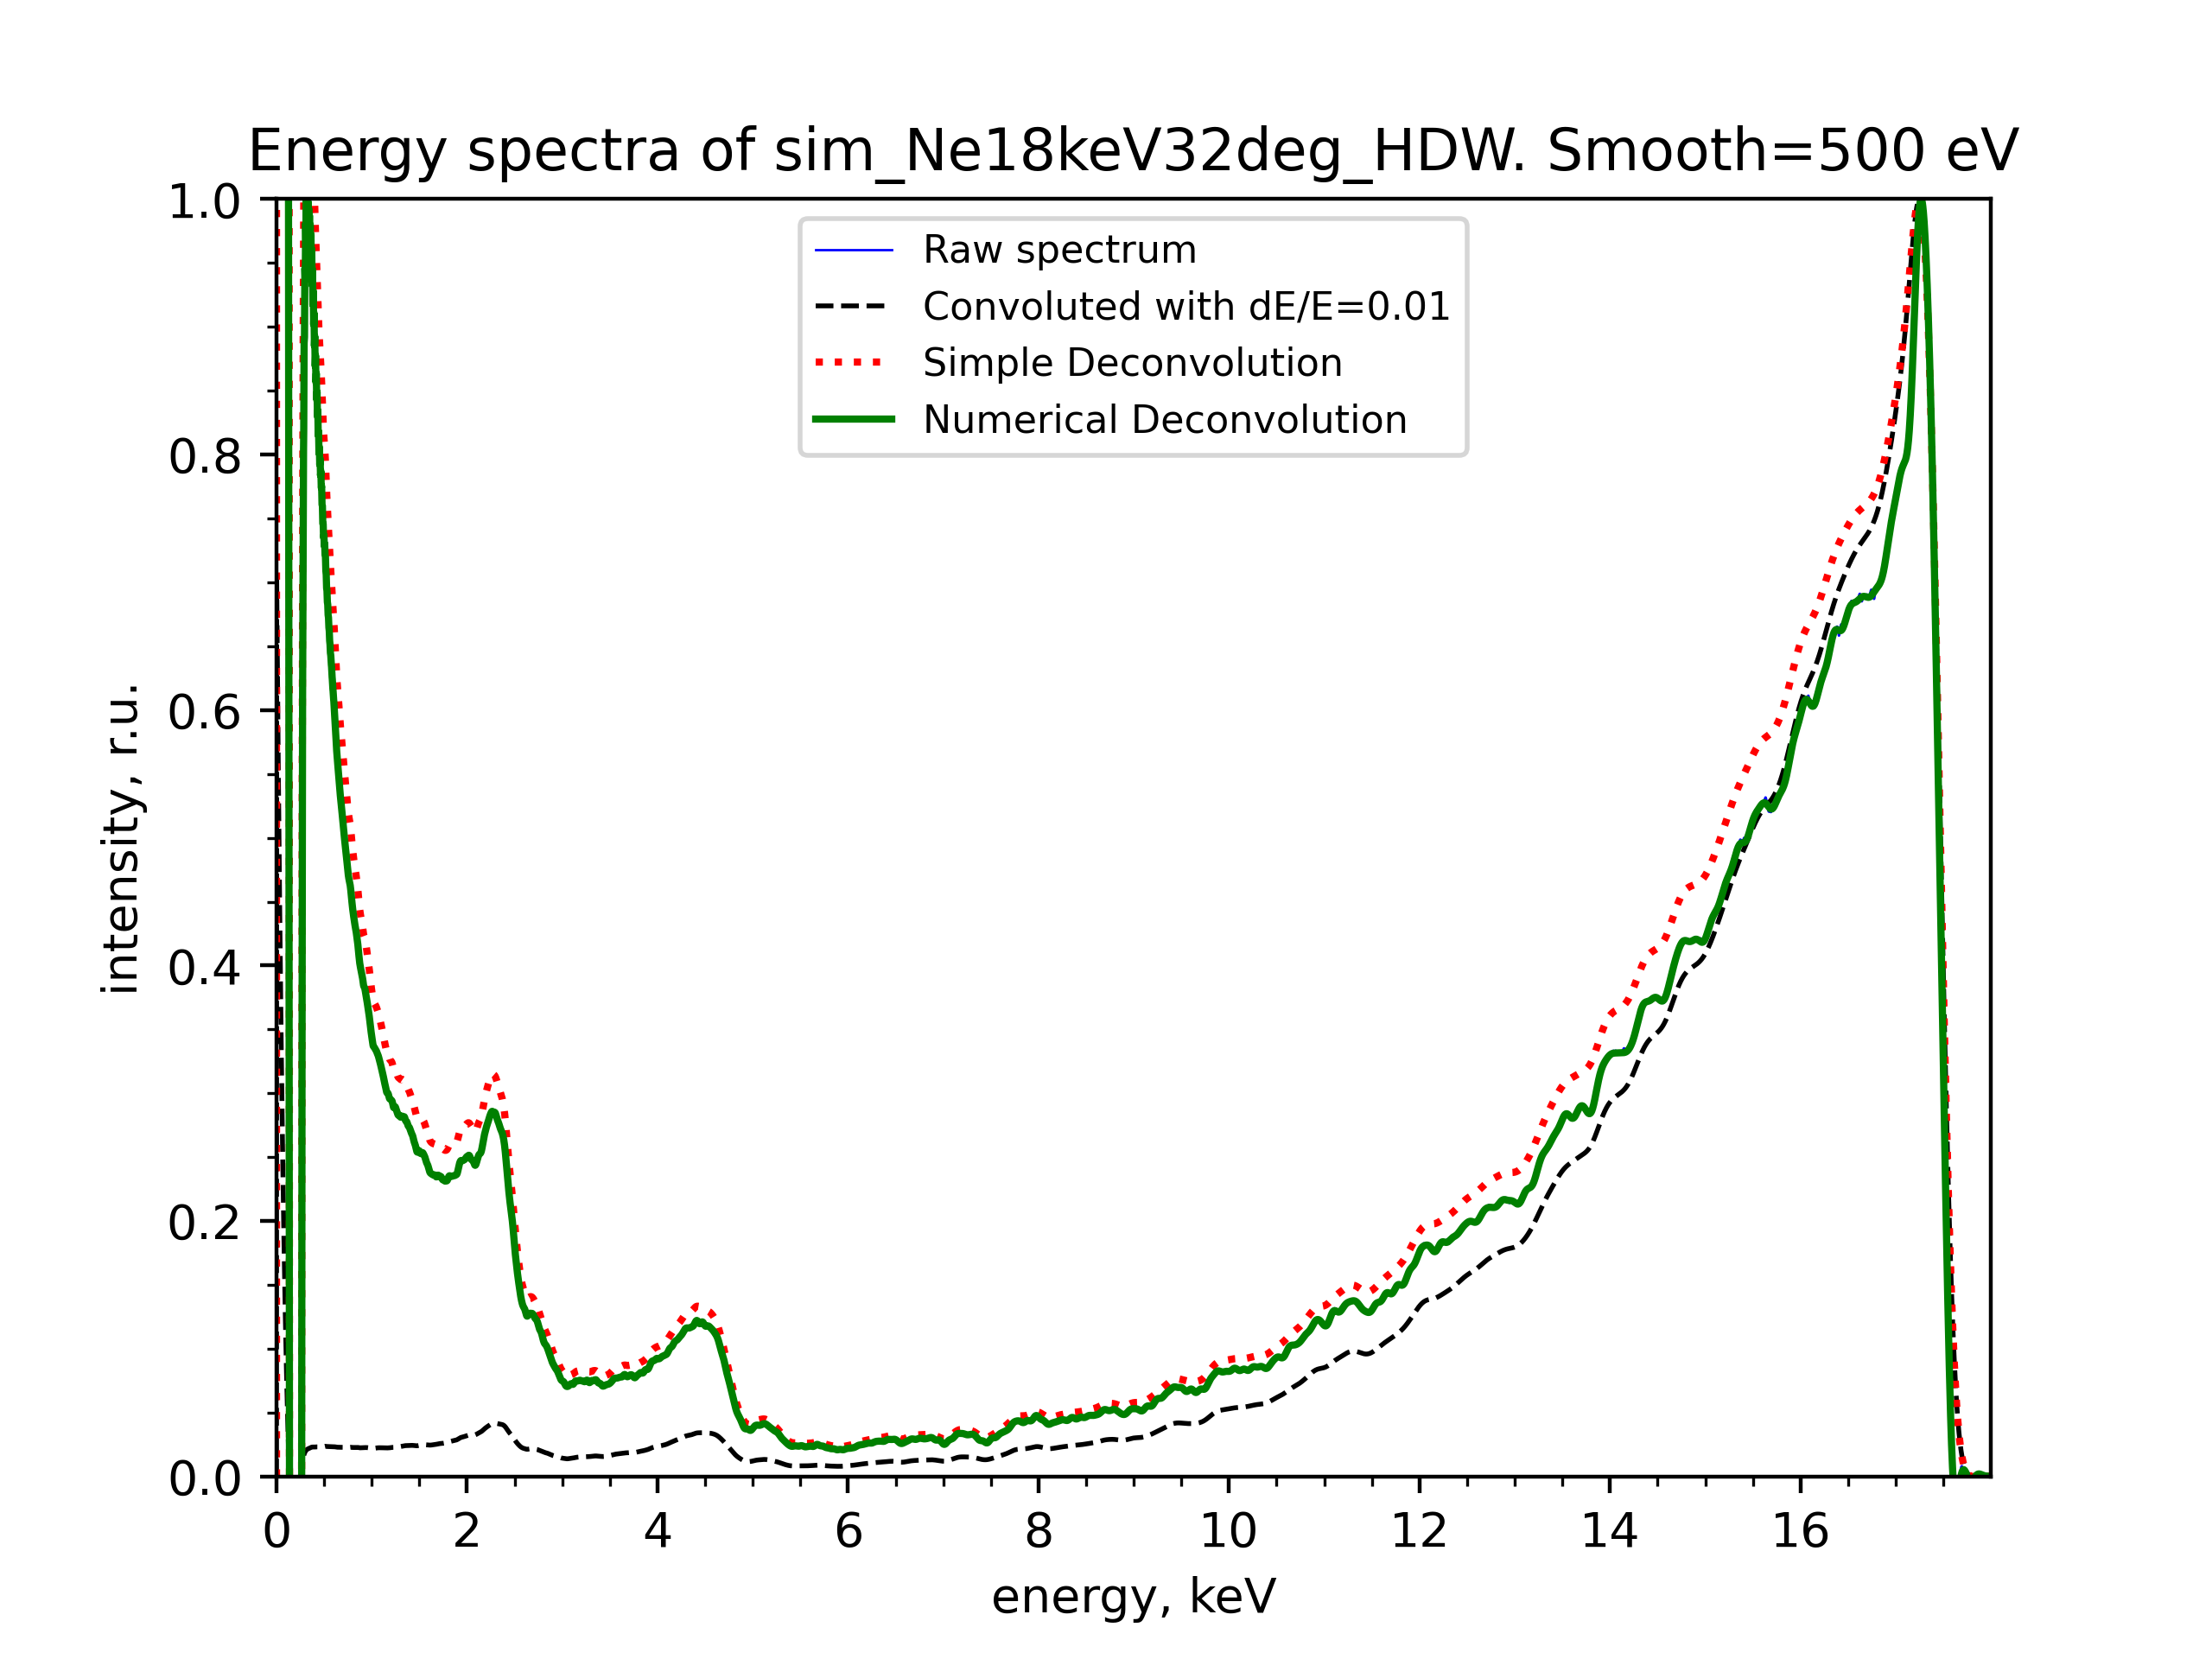 Energy spectra of sim_Ne18keV32deg_HDW. Smooth=500 eV
Raw spectrum
Convoluted with dE/E=0.01
Simple Deconvolution
Numerical Deconvolution
intensity, r.u.
1.0
0.8
0.6
0.4
0.2
0.0
0 2 4 6 8 10 12 14 16
energy, keV